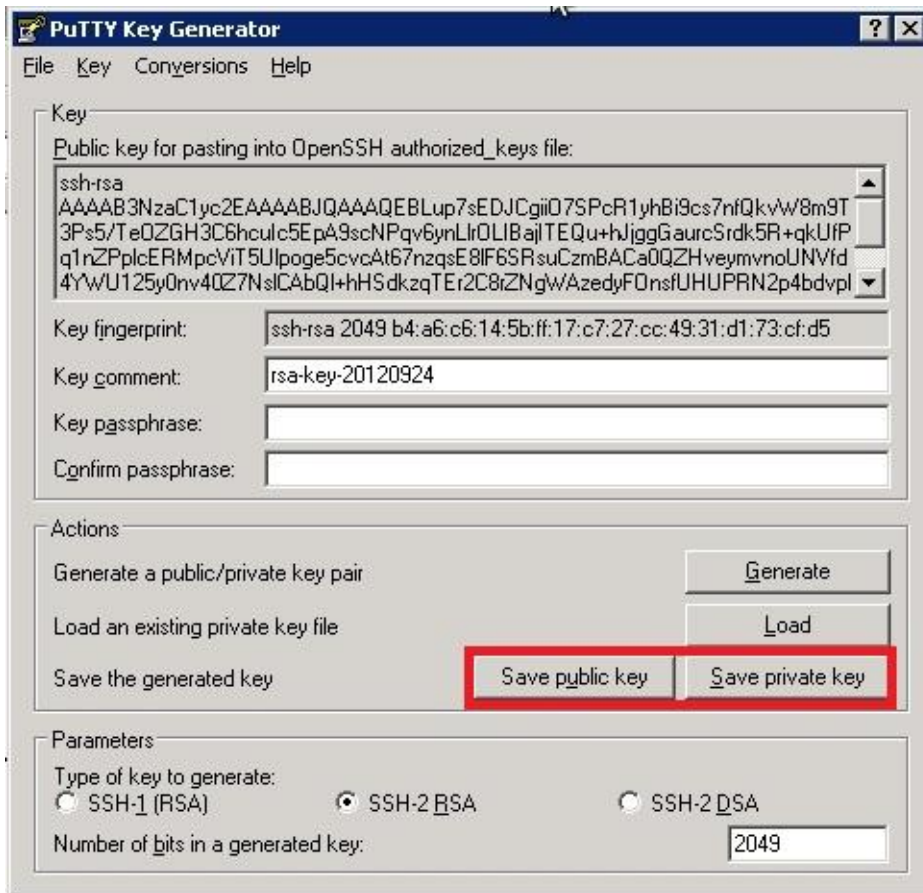 PuTTY Key Generator
File Key Conversions Help
Key
Public key for pasting into OpenSSH authorized_keys file:
ssh-rsa
AAAAB3NzaC1yc2EAAAABJQAAAQEBLup7sEDJCgiiO7SPcR1yhBi9cs7nfQkvW8m9T
3Ps5/TeOZGH3C6hcuIc5EpA9scNPqv6ynLIrOLIBajITEQu+hJjggGaurcSrdk5R+qkUfP
q1nZPplcERMpcViT5UIpoge5cvcAt67nzqsE8IF6SRsuCzmBACa0QZHveymvnoUNVfd
4YWU125y0nv40Z7NslCAbQI+hHSdkzqTEr2C8rZNgWAzedyFOnsfUHUPRN2p4bdvpl
Key fingerprint: ssh-rsa 2049 b4:a6:c6:14:5b:ff:17:c7:27:cc:49:31:d1:73:cf:d5
Key comment: rsa-key-20120924
Key passphrase:
Confirm passphrase:
Actions
Generate a public/private key pair Generate
Load an existing private key file Load
Save the generated key Save public key Save private key
Parameters
Type of key to generate:
SSH-1 (RSA) SSH-2 RSA SSH-2 DSA
Number of bits in a generated key: 2049